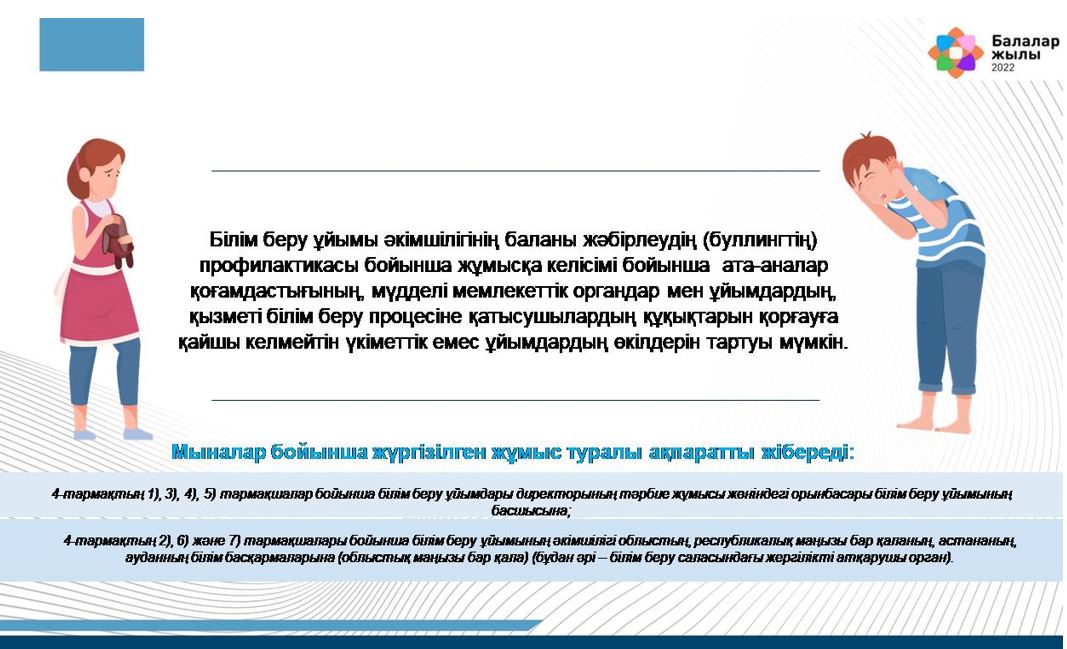 Балалар
жылы
2022
Білім беру ұйымы әкімшілігінің баланы жәбірлеудің (буллингтің)
профилактикасы бойынша жұмысқа келісімі бойынша ата-аналар
қоғамдастығының, мүдделі мемлекеттік органдар мен ұйымдардың,
қызметі білім беру процесіне қатысушылардың құқықтарын қорғауға
қайшы келмейтін үкіметтік емес ұйымдардың өкілдерін тартуы мүмкін.
Мыналар бойынша жүргізілген жұмыс туралы ақпаратты жібереді:
4-тармақтың 1), 3), 4), 5) тармақшалар бойынша білім беру ұйымдары директорының тәрбие жұмысы жөніндегі орынбасары білім беру ұйымының
басшысына;
4-тармақтың 2), 6) және 7) тармақшалары бойынша білім беру ұйымының әкімшілігі облыстың, республикалық маңызы бар қаланың, астананың,
ауданның білім басқармаларына (облыстық маңызы бар қала) (бұдан әрі – білім беру саласындағы жергілікті атқарушы орган).